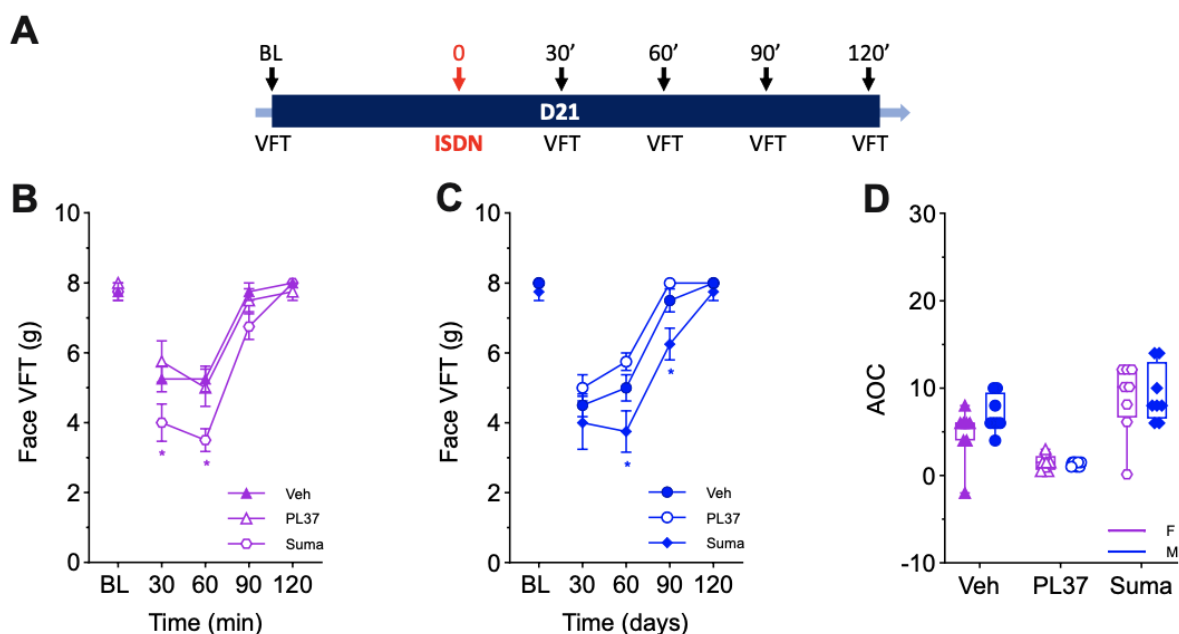 A
BL 0 30’ 60’ 90’ 120’
D21
VFT ISDN VFT VFT VFT VFT
B
Face VFT (g)
10
8
6
4
2
0
*
*
Veh
PL37
Suma
BL 30 60 90 120
Time (min)
C
Face VFT (g)
10
8
6
4
2
0
*
*
Veh
PL37
Suma
BL 30 60 90 120
Time (days)
D
AOC
30
20
10
0
-10
F
M
Veh PL37 Suma